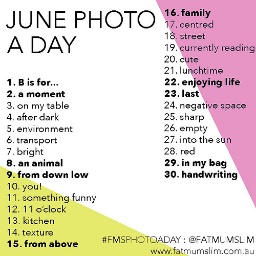 JUNE PHOTO
A DAY
1. B is for...
2. a moment
3. on my table
4. after dark
5. environment
6. transport
7. bright
8. an animal
9. from down low
10. you!
11. something funny
12. 11 o'clock
13. kitchen
14. texture
15. from above
16. family
17. centred
18. street
19. currently reading
20. cute
21. lunchtime
22. enjoying life
23. last
24. negative space
25. sharp
26. empty
27. into the sun
28. red
29. in my bag
30. handwriting
#FMSPHOTOADAY : @FATMUMSLIM
www.fatmumslim.com.au